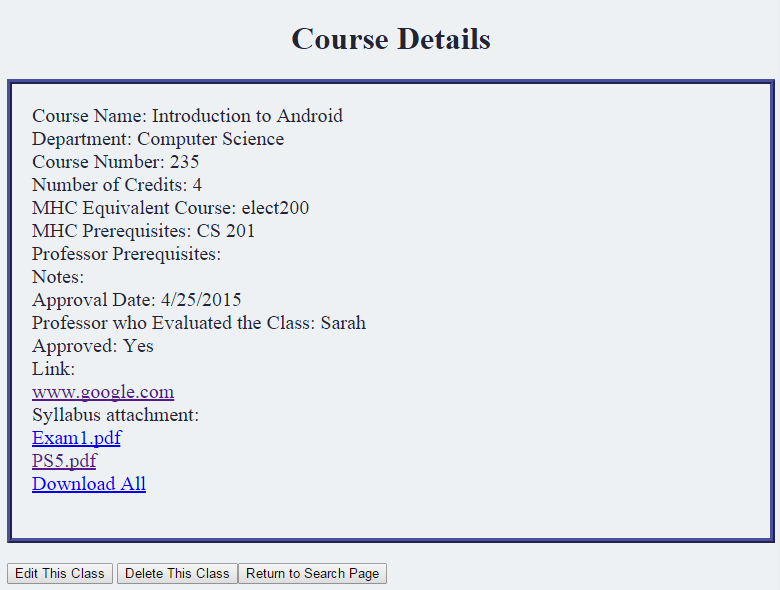 Course Details
Course Name: Introduction to Android
Department: Computer Science
Course Number: 235
Number of Credits: 4
MHC Equivalent Course: elect200
MHC Prerequisites: CS 201
Professor Prerequisites:
Notes:
Approval Date: 4/25/2015
Professor who Evaluated the Class: Sarah
Approved: Yes
Link:
www.google.com
Syllabus attachment:
Exam1.pdf
PS5.pdf
Download All
Edit This Class Delete This Class Return to Search Page